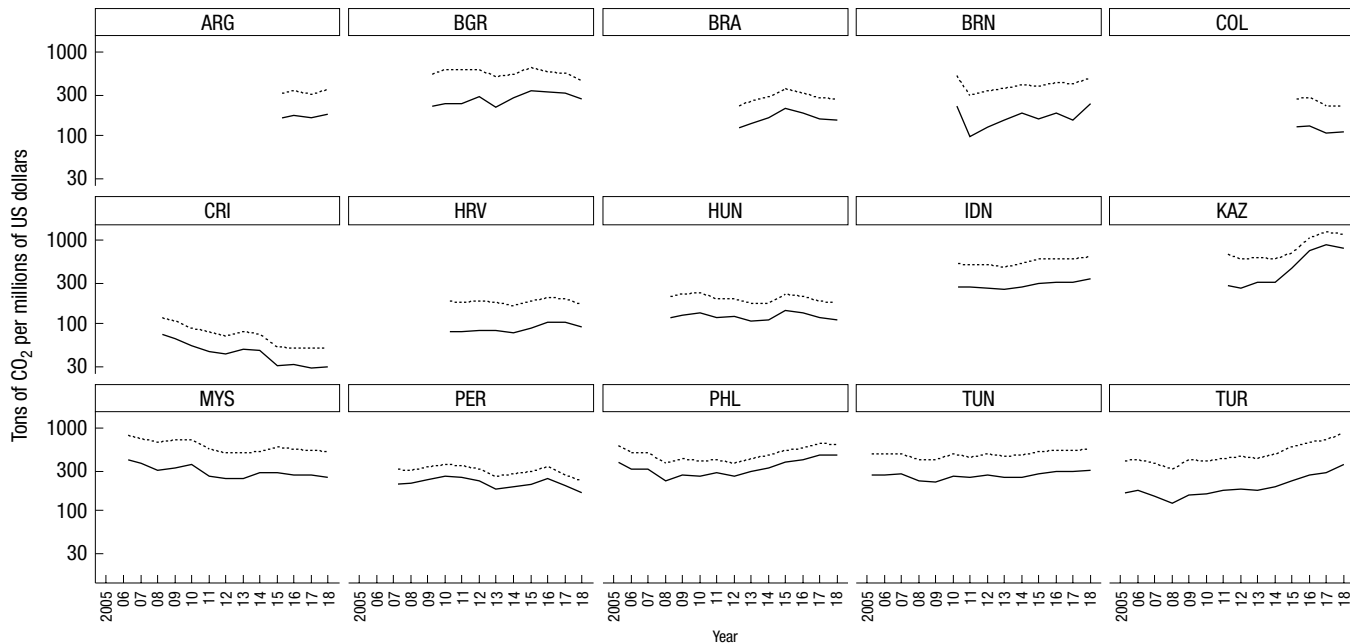 Tons of CO2 per millions of US dollars
ARG BGR BRA BRN COL
1000
300
100
30
CRI HRV HUN IDN KAZ
1000
300
100
30
MYS PER PHL TUN TUR
1000
300
100
30
2005 06 07 08 09 10 11 12 13 14 15 16 17 18 2005 06 07 08 09 10 11 12 13 14 15 16 17 18 2005 06 07 08 09 10 11 12 13 14 15 16 17 18 2005 06 07 08 09 10 11 12 13 14 15 16 17 18 2005 06 07 08 09 10 11 12 13 14 15 16 17 18
Year